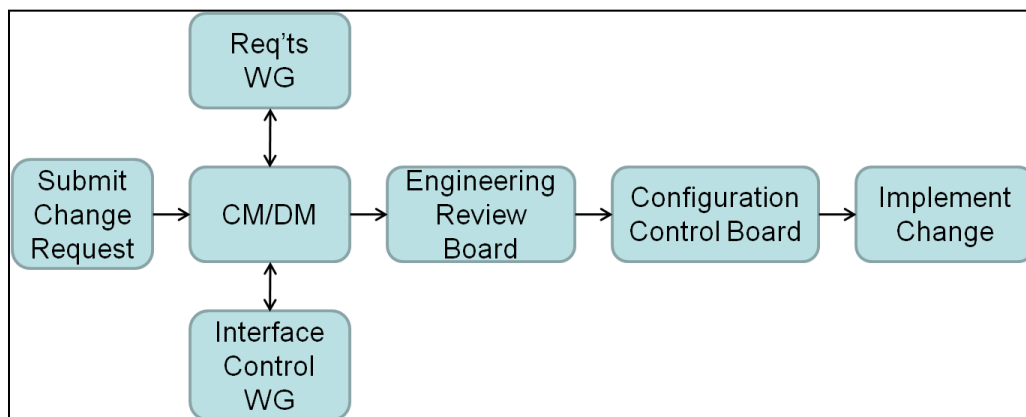 Req'ts
WG
Submit
Change
Request
CM/DM
Engineering
Review
Board
Configuration
Control Board
Implement
Change
Interface
Control
WG